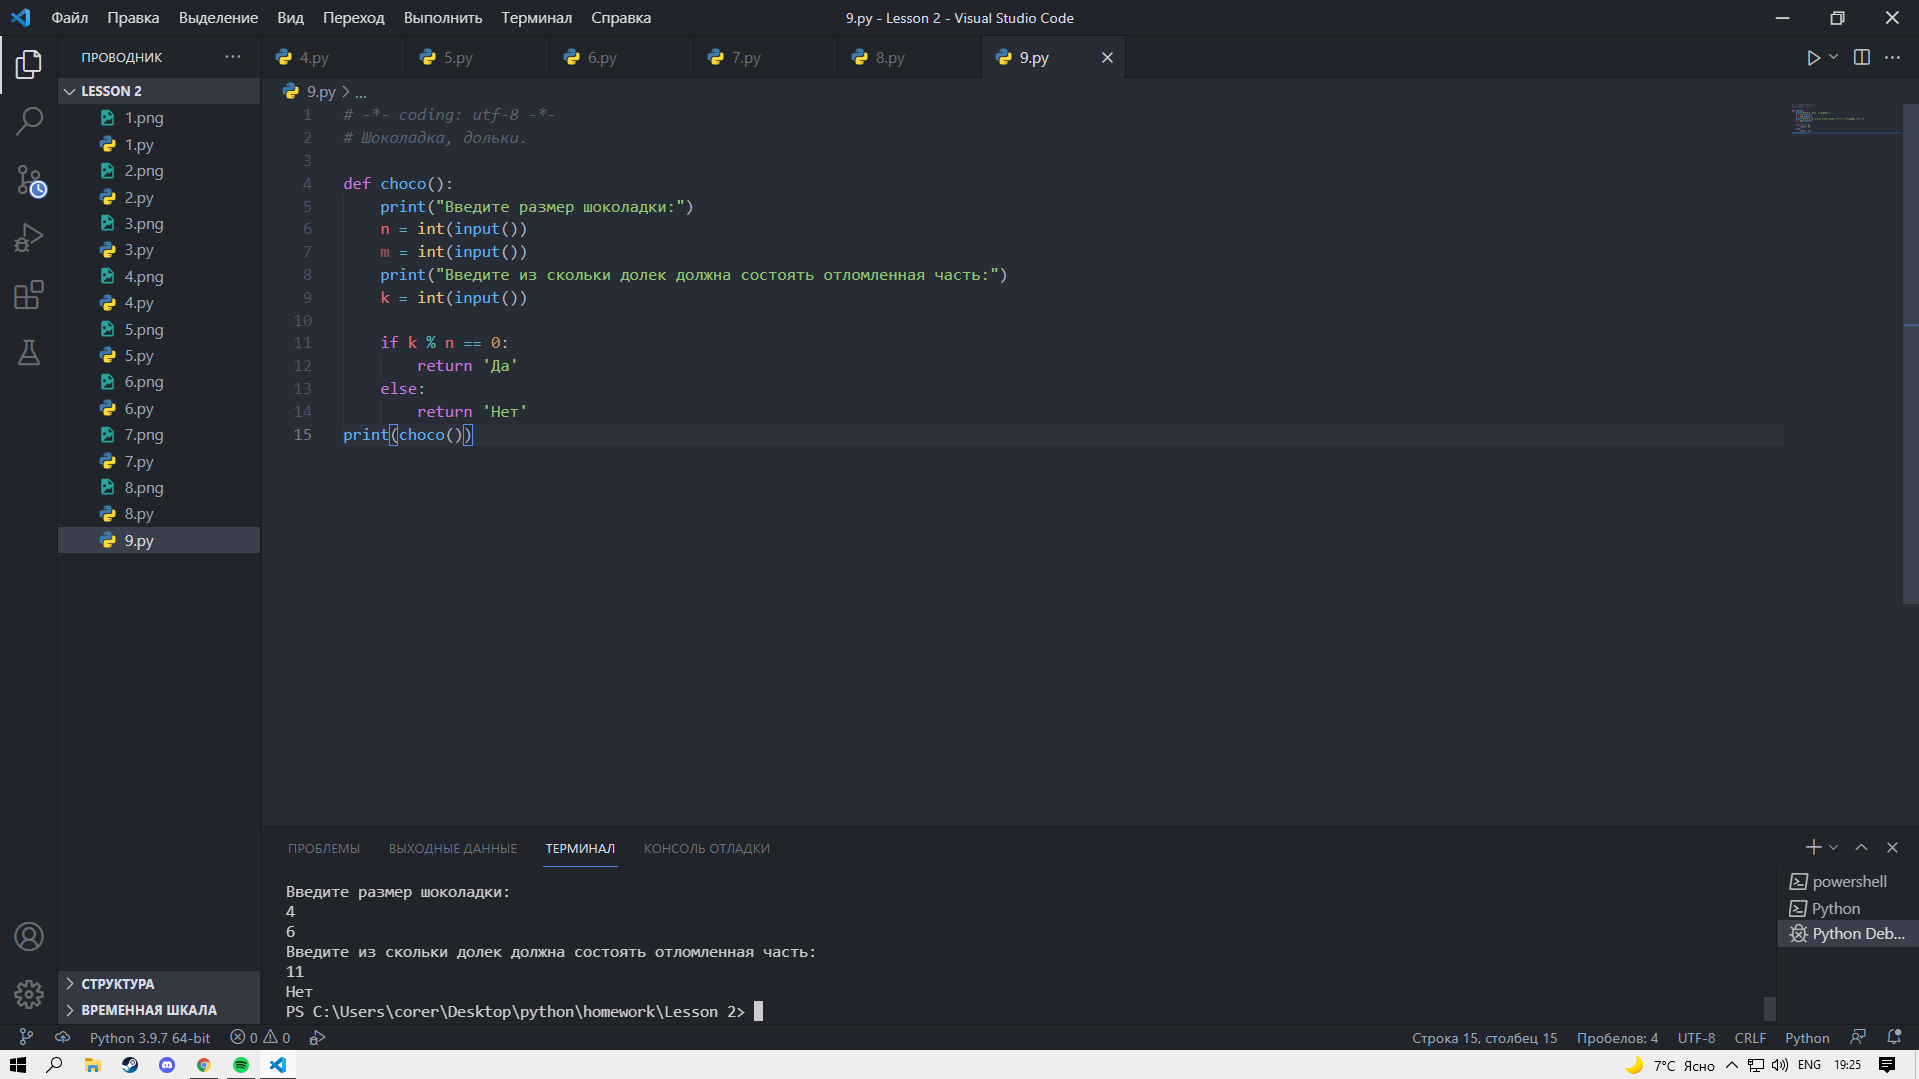 Файл Правка Выделение Вид Переход Выполнить Терминал Справка
9.py - Lesson 2 - Visual Studio Code
ПРОВОДНИК ...
4.py 5.py 6.py 7.py 8.py 9.py
LESSON 2
1.png
1.py
2.png
2.py
3.png
3.py
4.png
4.py
5.png
5.py
6.png
6.py
7.png
7.py
8.png
8.py
9.py
СТРУКТУРА
ВРЕМЕННАЯ ШКАЛА
9.py > ...
1 # -*- coding: utf-8 -*-
2 # Шоколадка, дольки.
3
4 def choco():
5     print("Введите размер шоколадки:")
6     n = int(input())
7     m = int(input())
8     print("Введите из скольки долек должна состоять отломленная часть:")
9     k = int(input())
10
11     if k % n == 0:
12         return 'Да'
13     else:
14         return 'Нет'
15 print(choco())
ПРОБЛЕМЫ ВЫХОДНЫЕ ДАННЫЕ ТЕРМИНАЛ КОНСОЛЬ ОТЛАДКИ
Введите размер шоколадки:
4
6
Введите из скольки долек должна состоять отломленная часть:
11
Нет
PS C:\Users\corer\Desktop\python\homework\Lesson 2>
powershell
Python
Python Deb...
Python 3.9.7 64-bit 0 0
Строка 15, столбец 15 Пробелов: 4 UTF-8 CRLF Python
7°C Ясно ENG 19:25